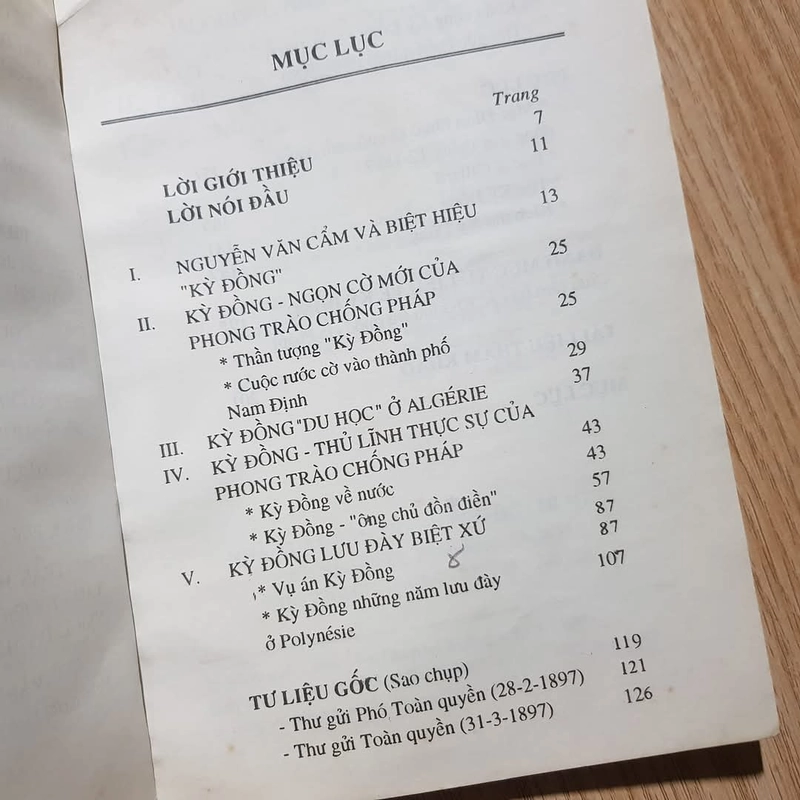 MỤC LỤC
Trang
LỜI GIỚI THIỆU 7
LỜI NÓI ĐẦU 11
I. NGUYỄN VĂN CẨM VÀ BIỆT HIỆU 13
"KỲ ĐỒNG"
II. KỲ ĐỒNG - NGỌN CỜ MỚI CỦA 25
PHONG TRÀO CHỐNG PHÁP
* Thần tượng "Kỳ Đồng" 25
* Cuộc rước cờ vào thành phố
Nam Định 29
III. KỲ ĐỒNG "DU HỌC" Ở ALGÉRIE 37
IV. KỲ ĐỒNG - THỦ LĨNH THỰC SỰ CỦA
PHONG TRÀO CHỐNG PHÁP 43
* Kỳ Đồng về nước 43
* Kỳ Đồng - "ông chủ đồn điền" 57
V. KỲ ĐỒNG LƯU ĐÀY BIỆT XỨ 87
* Vụ án Kỳ Đồng 87
* Kỳ Đồng những năm lưu đày 107
ở Polynésie
TƯ LIỆU GỐC (Sao chụp) 119
- Thư gửi Phó Toàn quyền (28-2-1897) 121
- Thư gửi Toàn quyền (31-3-1897) 126